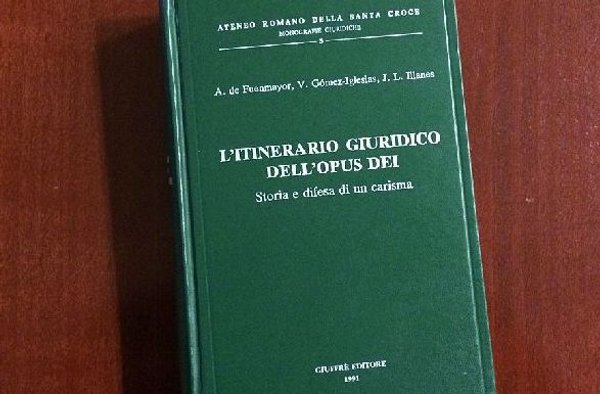 ATENEO ROMANO DELLA SANTA CROCE
MONOGRAFIE GIURIDICHE
5
A. de Fuenmayor, V. Gómez-Iglesias, J. L. Illanes
L'ITINERARIO GIURIDICO
DELL'OPUS DEI
Storia e difesa di un carisma
GIUFFRÈ EDITORE
1991